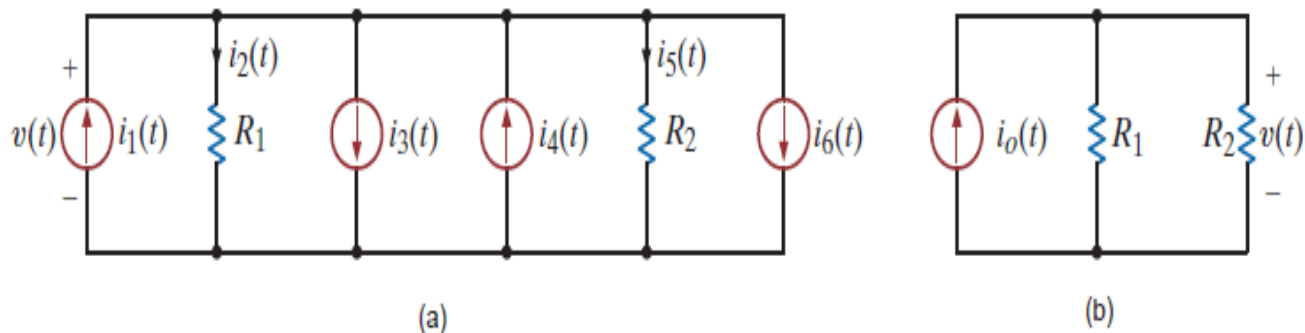 +
i₂(t)
i₅(t)
v(t) i₁(t) R₁ i₃(t) i₄(t) R₂ i₆(t)
−
(a)
+
iₒ(t) R₁ R₂ v(t)
−
(b)